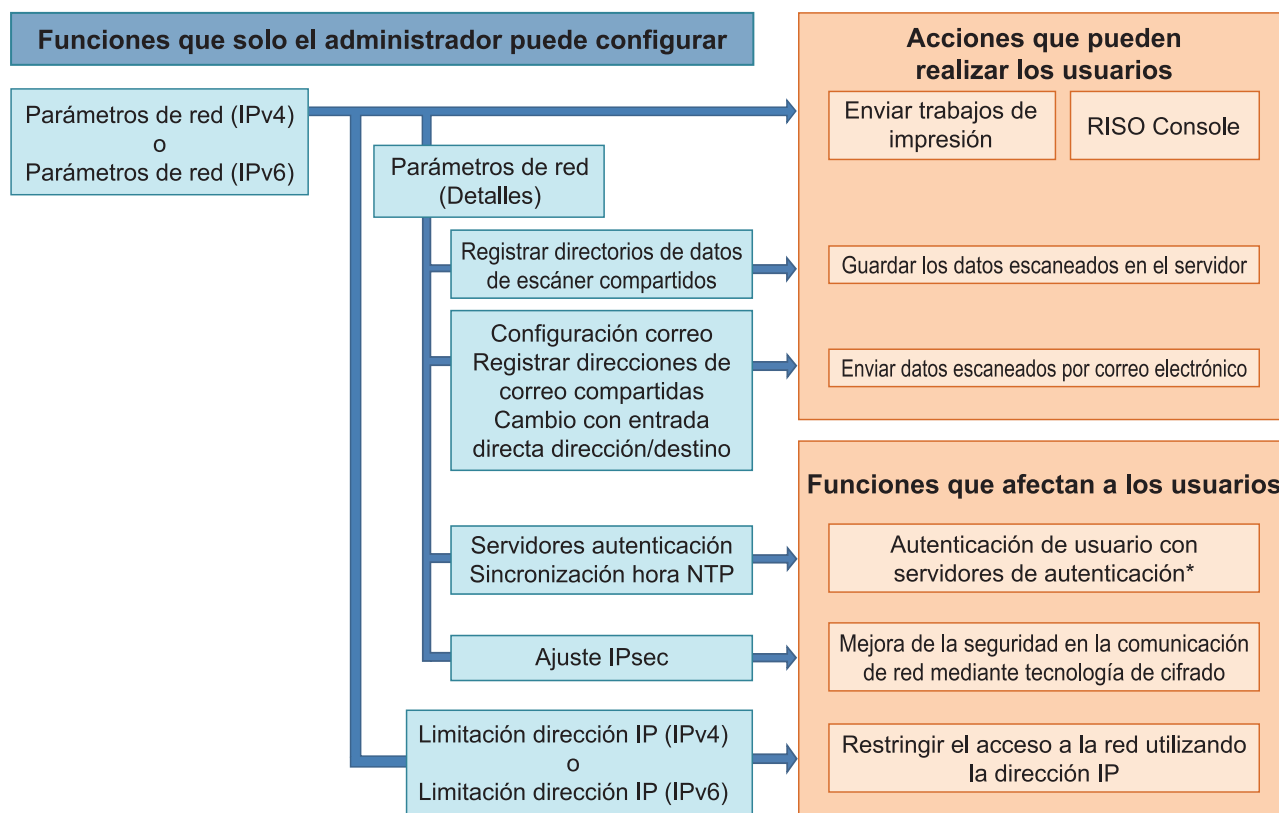 Funciones que solo el administrador puede configurar
Acciones que pueden
realizar los usuarios
Parámetros de red (IPv4)
o
Parámetros de red (IPv6)
Enviar trabajos de
impresión
RISO Console
Parámetros de red
(Detalles)
Registrar directorios de datos
de escáner compartidos
Guardar los datos escaneados en el servidor
Configuración correo
Registrar direcciones de
correo compartidas
Cambio con entrada
directa dirección/destino
Enviar datos escaneados por correo electrónico
Funciones que afectan a los usuarios
Servidores autenticación
Sincronización hora NTP
Autenticación de usuario con
servidores de autenticación*
Ajuste IPsec
Mejora de la seguridad en la comunicación
de red mediante tecnología de cifrado
Limitación dirección IP (IPv4)
o
Limitación dirección IP (IPv6)
Restringir el acceso a la red utilizando
la dirección IP